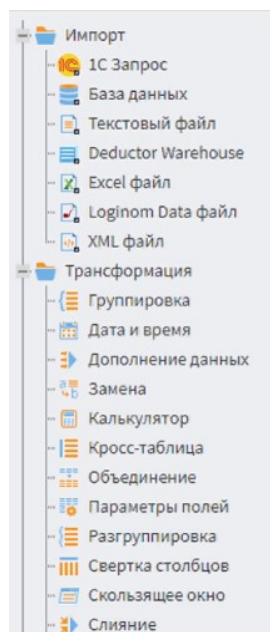 Импорт
1С Запрос
База данных
Текстовый файл
Deductor Warehouse
Excel файл
Loginom Data файл
XML файл
Трансформация
Группировка
Дата и время
Дополнение данных
Замена
Калькулятор
Кросс-таблица
Объединение
Параметры полей
Разгруппировка
Свертка столбцов
Скользящее окно
Слияние